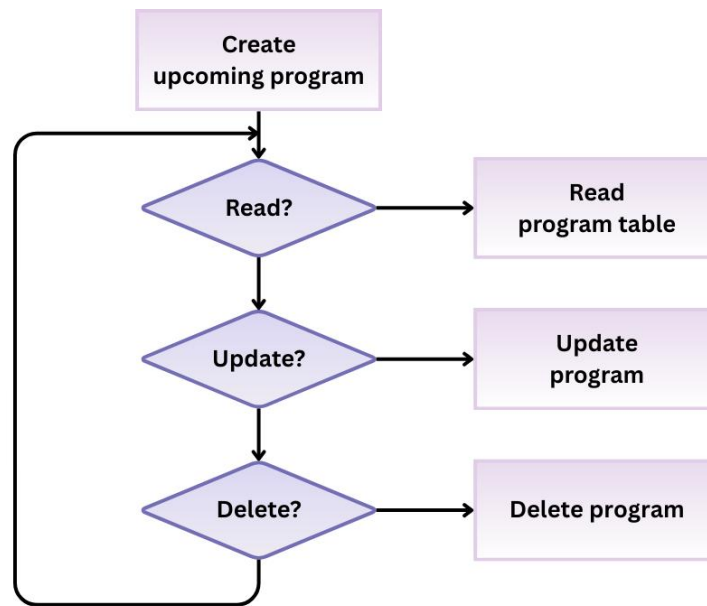 Create
upcoming program
Read?
Read
program table
Update?
Update
program
Delete?
Delete program